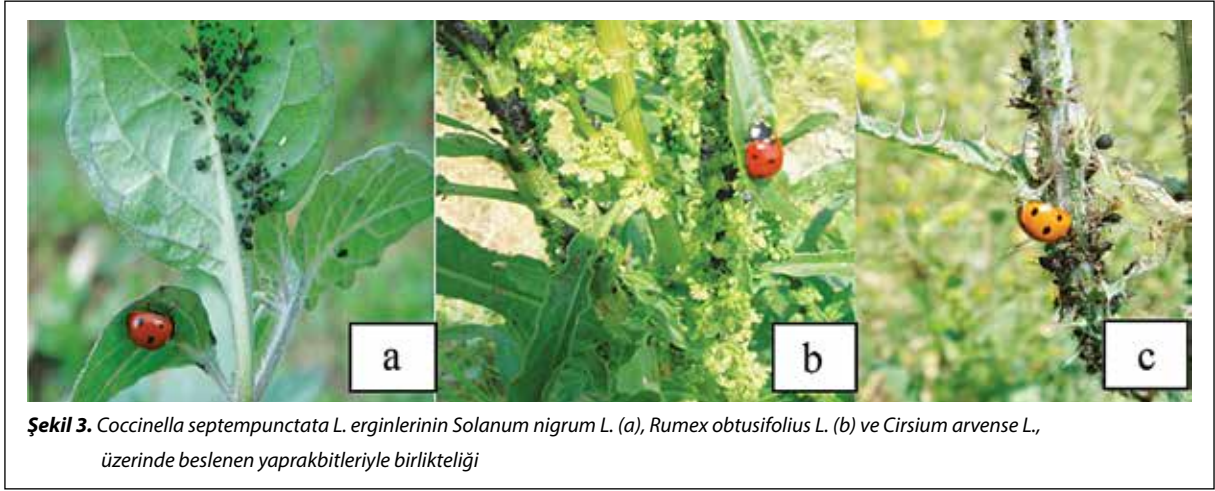 a
b
c
Şekil 3. Coccinella septempunctata L. erginlerinin Solanum nigrum L. (a), Rumex obtusifolius L. (b) ve Cirsium arvense L.,
üzerinde beslenen yaprakbitleriyle birlikteliği